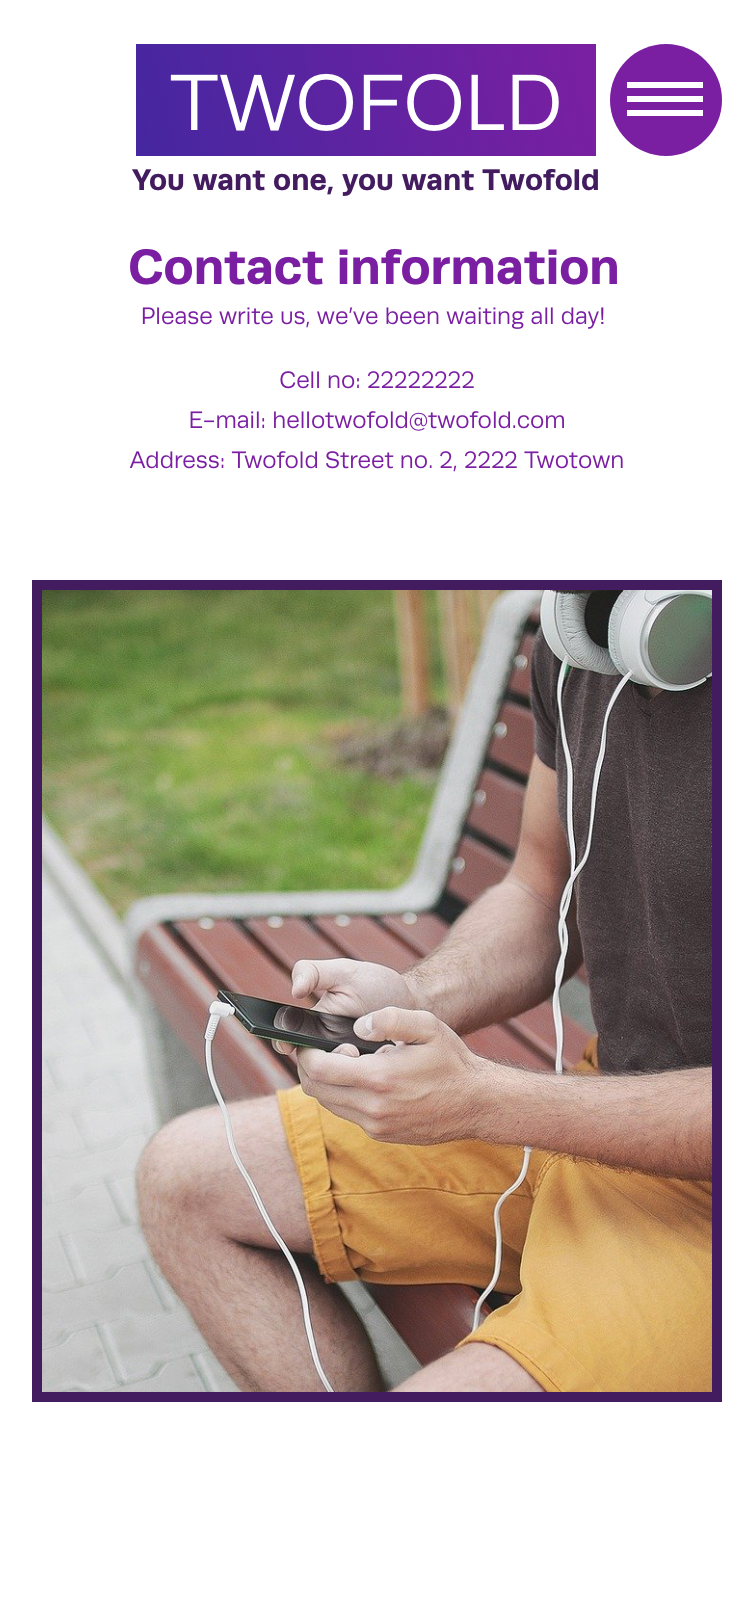 TWOFOLD
You want one, you want Twofold
Contact information
Please write us, we’ve been waiting all day!
Cell no: 22222222
E-mail: hellotwofold@twofold.com
Address: Twofold Street no. 2, 2222 Twotown